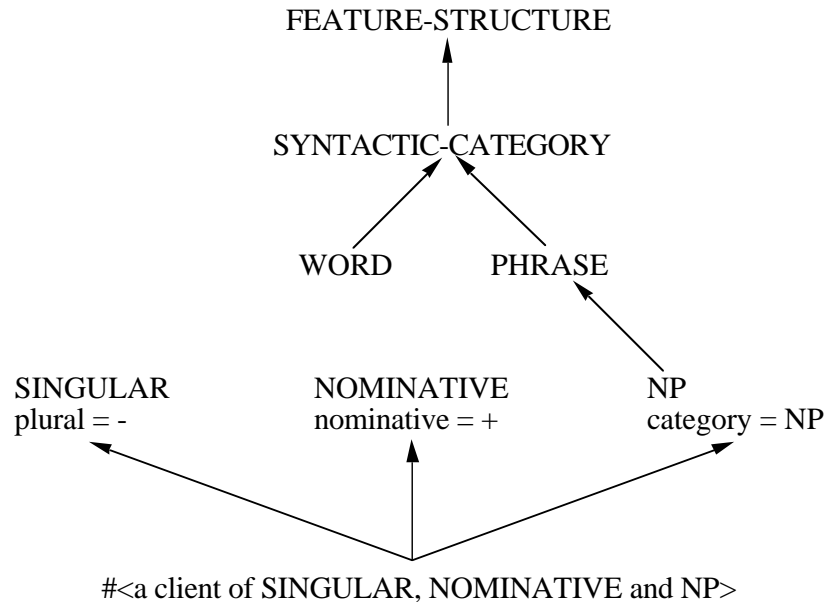 FEATURE-STRUCTURE
SYNTACTIC-CATEGORY
WORD PHRASE
SINGULAR NOMINATIVE NP
plural = - nominative = + category = NP
#<a client of SINGULAR, NOMINATIVE and NP>